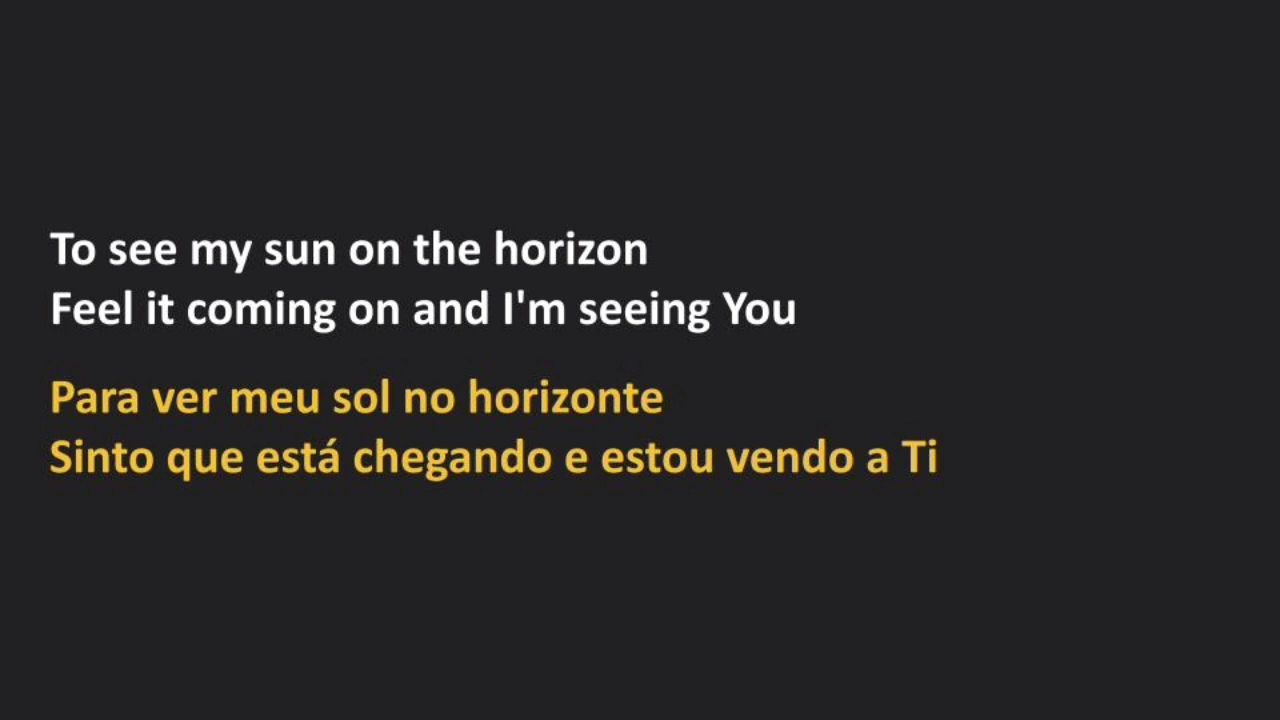 To see my sun on the horizon
Feel it coming on and I'm seeing You
Para ver meu sol no horizonte
Sinto que está chegando e estou vendo a Ti